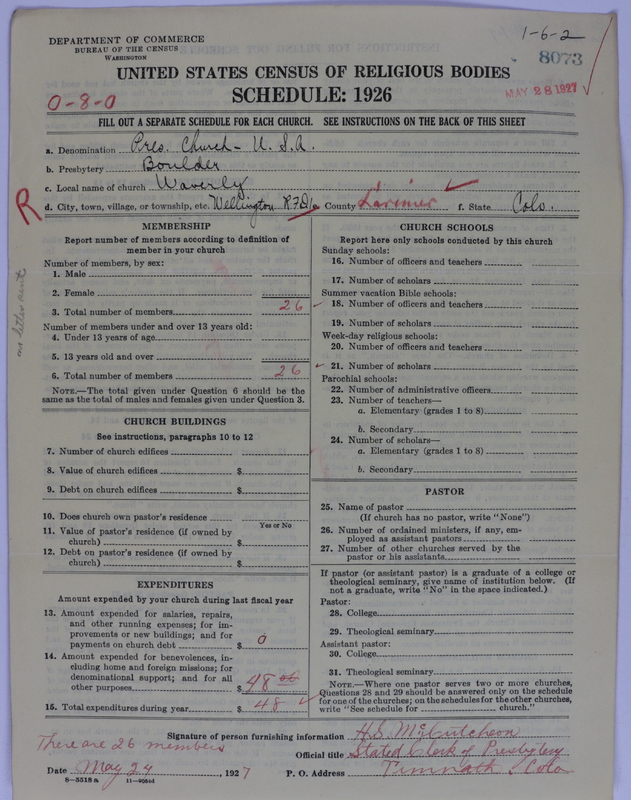 DEPARTMENT OF COMMERCE
BUREAU OF THE CENSUS
WASHINGTON
1-6-2
8073
MAY 28 1927
UNITED STATES CENSUS OF RELIGIOUS BODIES
0-8-0
SCHEDULE: 1926
FILL OUT A SEPARATE SCHEDULE FOR EACH CHURCH. SEE INSTRUCTIONS ON THE BACK OF THIS SHEET
a. Denomination Pres. Church - U. S. A.
b. Presbytery Boulder
c. Local name of church Waverly
R d. City, town, village, or township, etc. Wellington R.F.D. e. County Larimer f. State Colo.
MEMBERSHIP
Report number of members according to definition of
member in your church
Number of members, by sex:
1. Male
2. Female
3. Total number of members 26
Number of members under and over 13 years old:
4. Under 13 years of age
5. 13 years old and over
6. Total number of members 26
NOTE.—The total given under Question 6 should be
same as the total of males and females given under Question 3.
CHURCH BUILDINGS
See instructions, paragraphs 10 to 12
7. Number of church edifices
8. Value of church edifices $
9. Debt on church edifices $
10. Does church own pastor's residence
Yes or No
11. Value of pastor's residence (if owned by
church) $
12. Debt on pastor's residence (if owned by
church) $
EXPENDITURES
Amount expended by your church during last fiscal year
13. Amount expended for salaries, repairs,
and other running expenses; for im-
provements or new buildings; and for
payments on church debt $ 0
14. Amount expended for benevolences, in-
cluding home and foreign missions; for
denominational support; and for all
other purposes $ 48 00
15. Total expenditures during year $ 48
CHURCH SCHOOLS
Report here only schools conducted by this church
Sunday schools:
16. Number of officers and teachers
17. Number of scholars
Summer vacation Bible schools:
18. Number of officers and teachers
19. Number of scholars
Week-day religious schools:
20. Number of officers and teachers
21. Number of scholars
Parochial schools:
22. Number of administrative officers
23. Number of teachers—
a. Elementary (grades 1 to 8)
b. Secondary
24. Number of scholars—
a. Elementary (grades 1 to 8)
b. Secondary
PASTOR
25. Name of pastor
(If church has no pastor, write "None")
26. Number of ordained ministers, if any, em-
ployed as assistant pastors
27. Number of other churches served by the
pastor or his assistants
If pastor (or assistant pastor) is a graduate of a college or
theological seminary, give name of institution below. (If
not a graduate, write "No" in the space indicated.)
Pastor:
28. College
29. Theological seminary
Assistant pastor:
30. College
31. Theological seminary
NOTE.—Where one pastor serves two or more churches,
Questions 28 and 29 should be answered only on the schedule
for one of the churches; on the schedules for the other churches,
write "See schedule for church."
Signature of person furnishing information H.S. McCutcheon
There are 26 members
Official title Stated Clerk of Presbytery
Date May 24, 1927 P. O. Address Timnath Colo
8-5518a